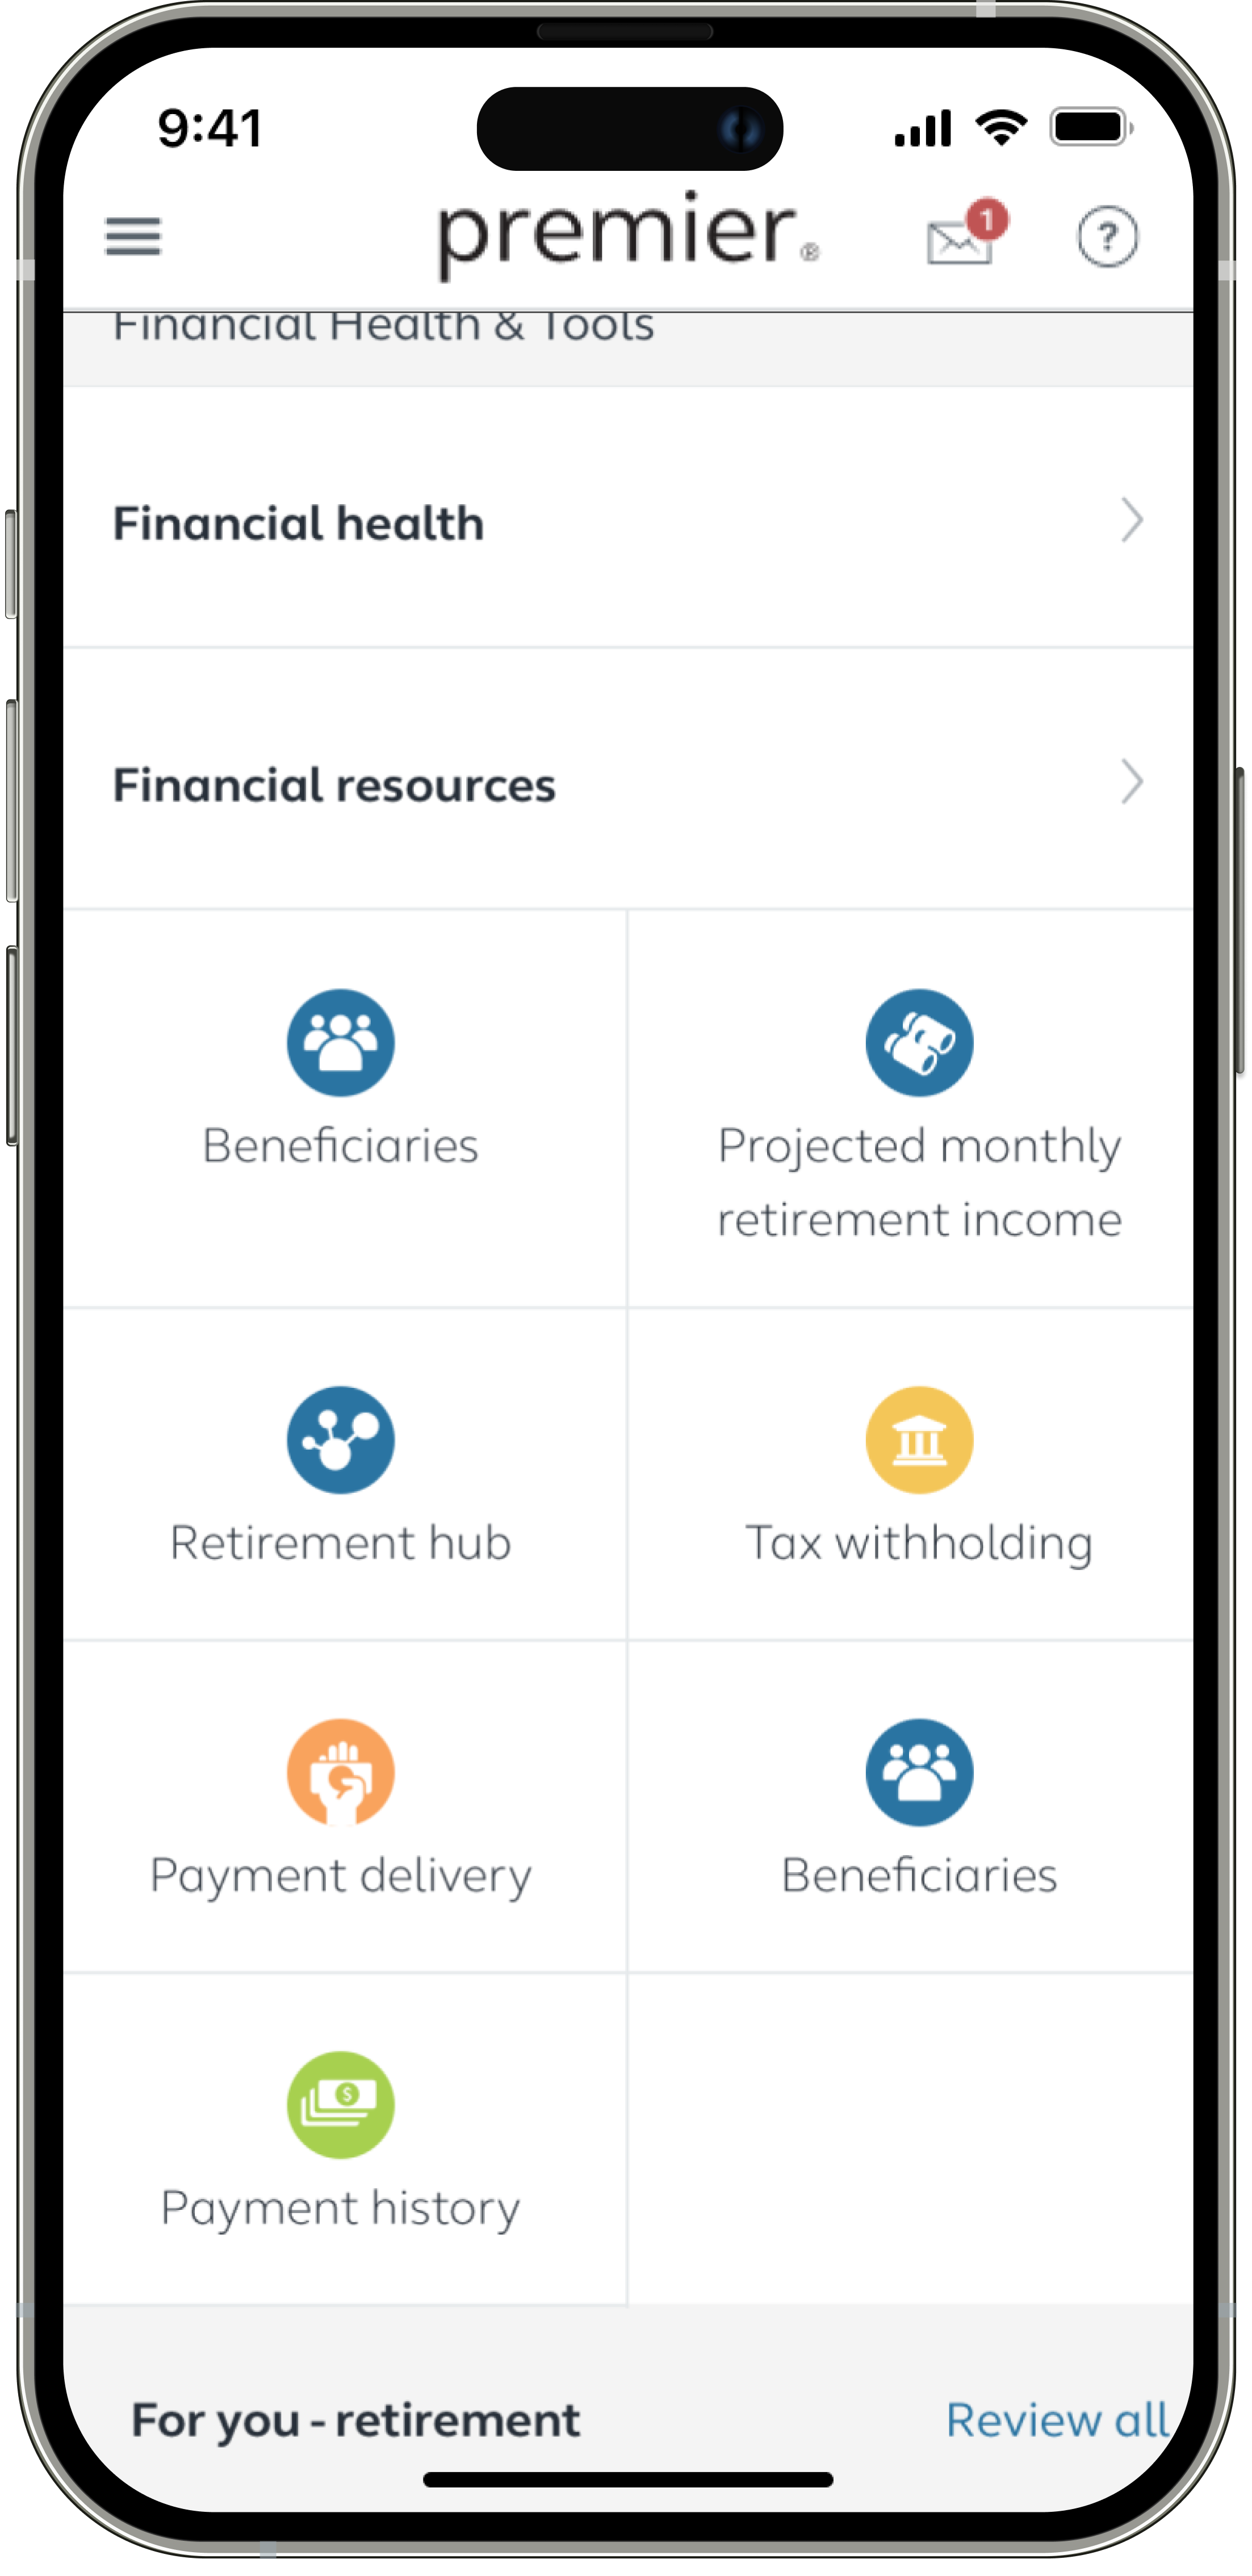 9:41
premier®
1
?
Financial Health & Tools
Financial health
Financial resources
Beneficiaries
Projected monthly
retirement income
Retirement hub
Tax withholding
Payment delivery
Beneficiaries
$
Payment history
For you - retirement
Review all